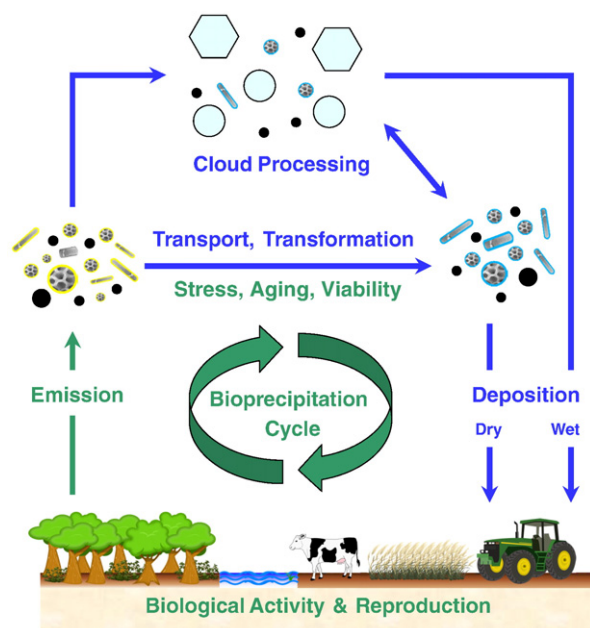 Cloud Processing
Transport, Transformation
Stress, Aging, Viability
Emission
Bioprecipitation
Cycle
Deposition
Dry Wet
Biological Activity & Reproduction